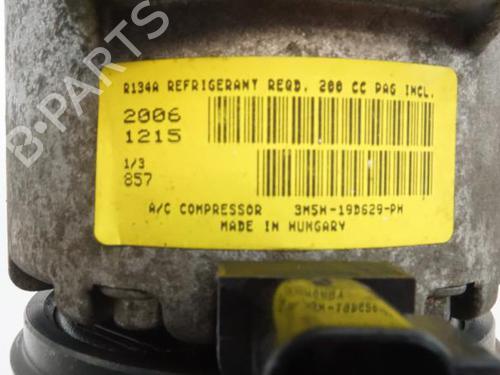 B-PARTS
R134A REFRIGERANT REQD. 200 CC PAG INCL.
2006
1215
1/3
857
A/C COMPRESSOR 3M5H-19D629-PH
MADE IN HUNGARY